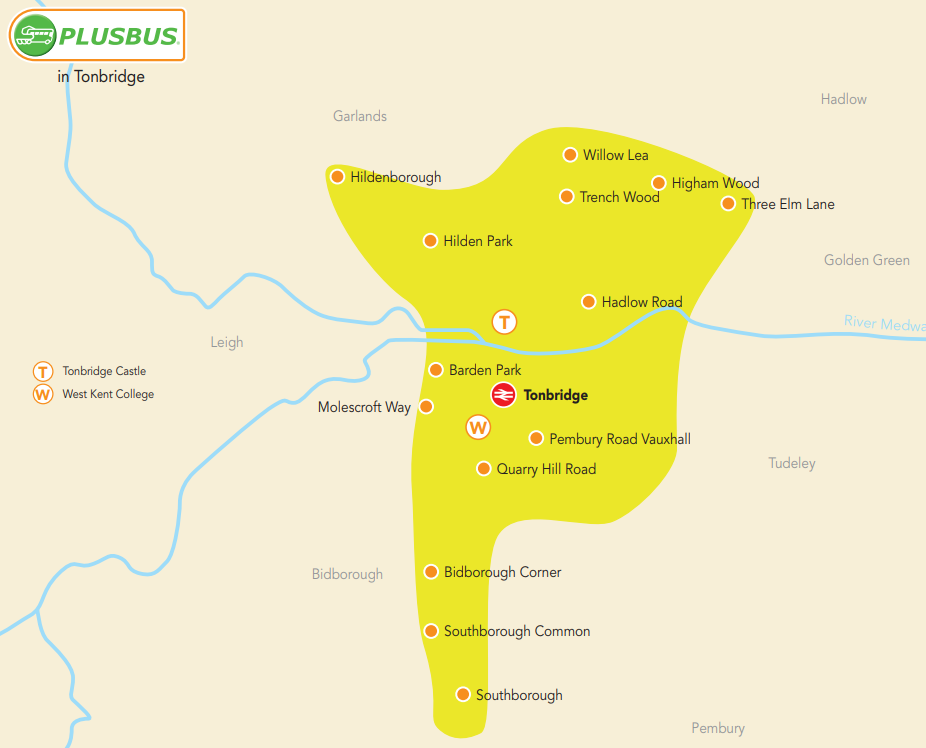 PLUSBUS
in Tonbridge
Hadlow
Garlands
Willow Lea
Hildenborough
Higham Wood
Trench Wood
Three Elm Lane
Hilden Park
Golden Green
Hadlow Road
T
River Medwa
Leigh
T Tonbridge Castle
W West Kent College
Barden Park
Tonbridge
Molescroft Way
W
Pembury Road Vauxhall
Quarry Hill Road
Tudeley
Bidborough
Bidborough Corner
Southborough Common
Southborough
Pembury